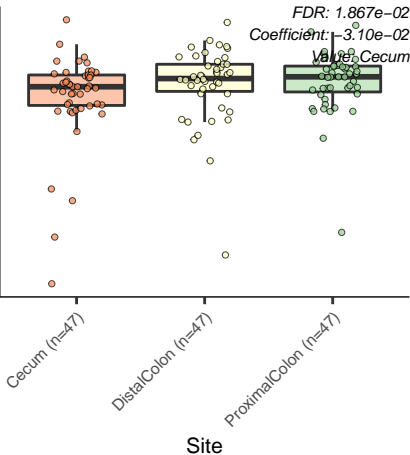 FDR: 1.867e−02
Coefficient: −3.10e−02
Value: Cecum
Cecum (n=47)
DistalColon (n=47)
ProximalColon (n=47)
Site